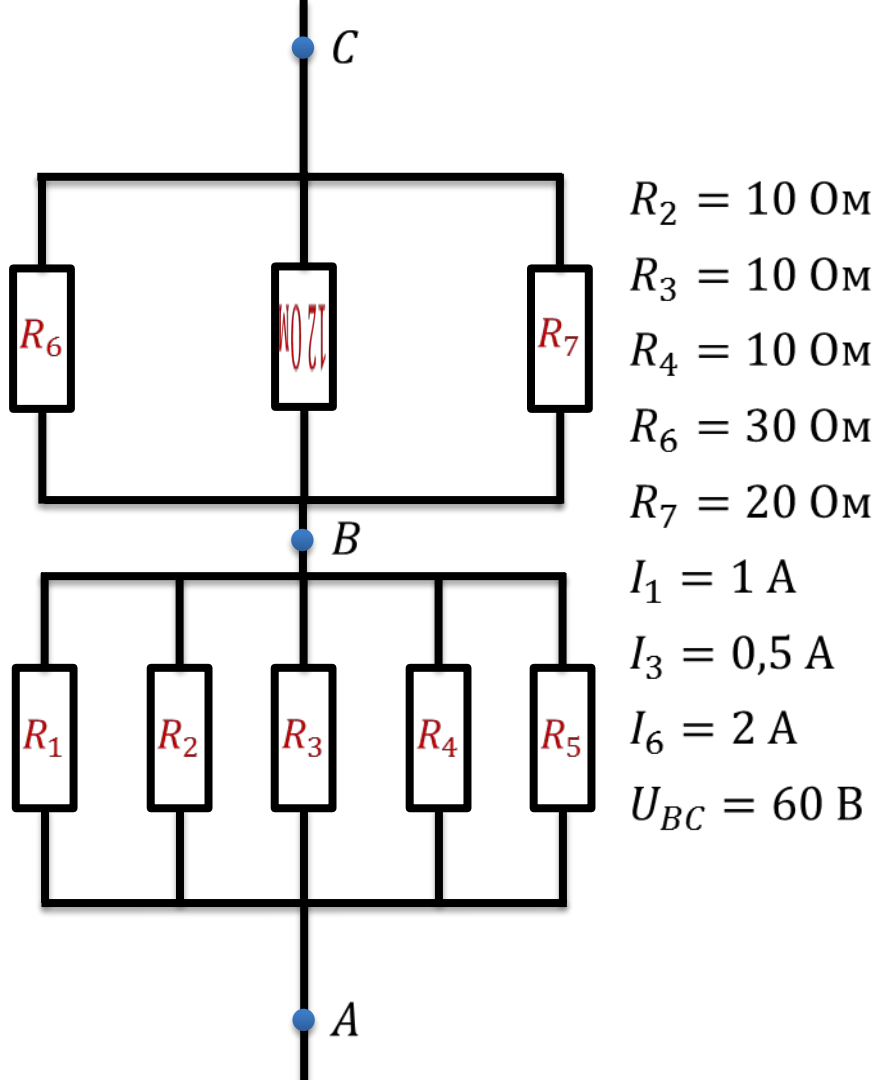 C
R₆
12 Ом
R₇
B
R₁ R₂ R₃ R₄ R₅
A
R₂ = 10 Ом
R₃ = 10 Ом
R₄ = 10 Ом
R₆ = 30 Ом
R₇ = 20 Ом
I₁ = 1 А
I₃ = 0,5 А
I₆ = 2 А
U_BC = 60 В